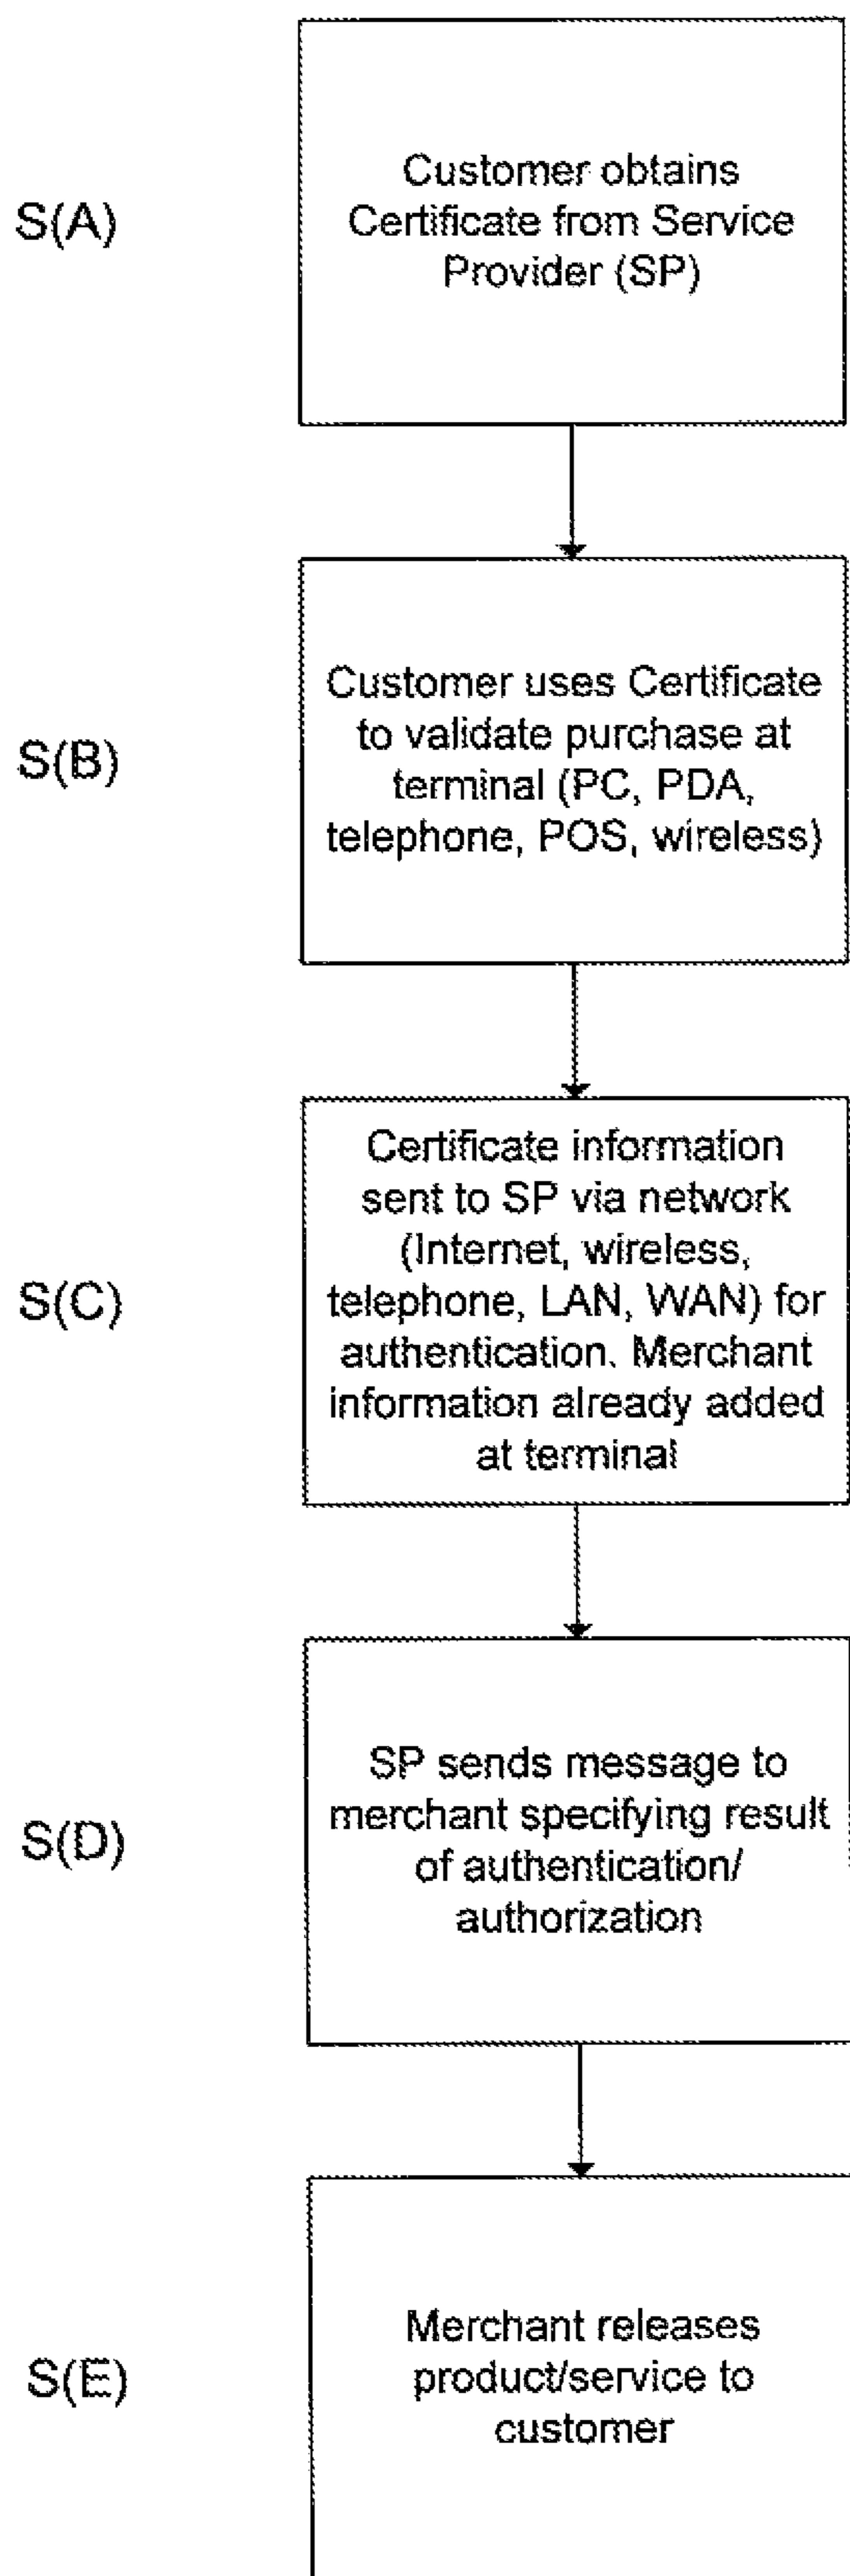 S(A)
Customer obtains
Certificate from Service
Provider (SP)
S(B)
Customer uses Certificate
to validate purchase at
terminal (PC, PDA,
telephone, POS, wireless)
S(C)
Certificate information
sent to SP via network
(Internet, wireless,
telephone, LAN, WAN) for
authentication. Merchant
information already added
at terminal
S(D)
SP sends message to
merchant specifying result
of authentication/
authorization
S(E)
Merchant releases
product/service to
customer